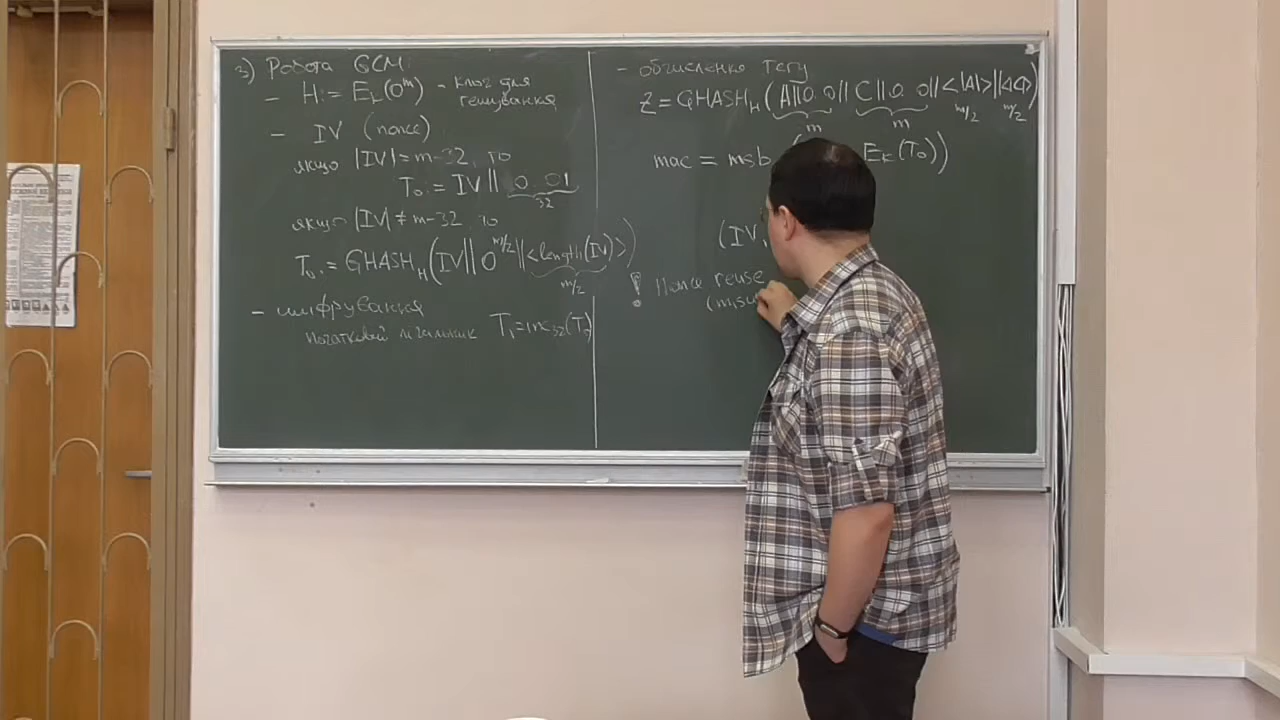 3) Робота GCM:
- H := E_k(0^m) - ключ для гешування
- IV (nonce)
якщо |IV| = m-32, то
T₀ := IV || 0..01
32
якщо |IV| ≠ m-32, то
T₀ := GHASH_H(IV || 0^{m/2} || <length(IV)>)
m/2
- шифрування
початковий лічильник T₁ = inc₃₂(T₀)
- обчислення тегу
Z = GHASH_H(A||0..0|| C||0..0||<|A|>||<|C|>)
m m m/2 m/2
mac = msb E_k(T₀))
(IV,
! Nonce reuse